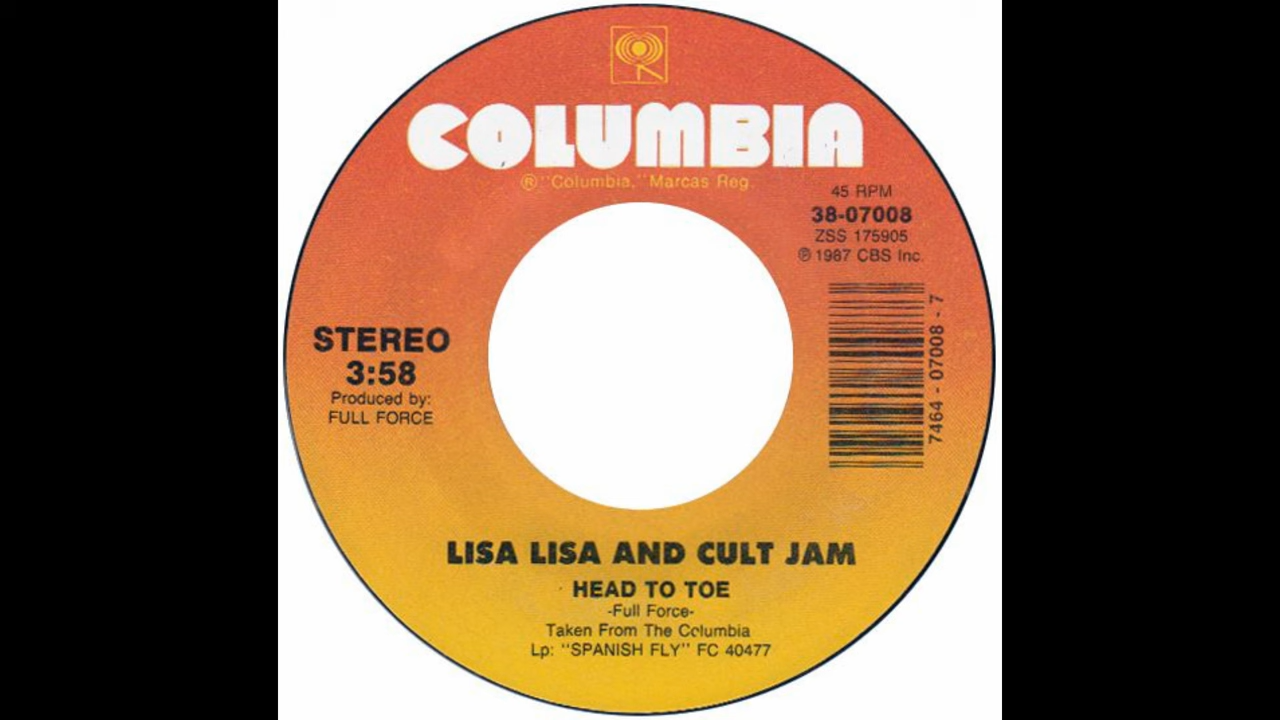 COLUMBIA
® "Columbia," Marcas Reg.
45 RPM
38-07008
ZSS 175905
℗ 1987 CBS Inc.
7464 - 07008 - 7
STEREO
3:58
Produced by:
FULL FORCE
LISA LISA AND CULT JAM
HEAD TO TOE
-Full Force-
Taken From The Columbia
Lp: "SPANISH FLY" FC 40477